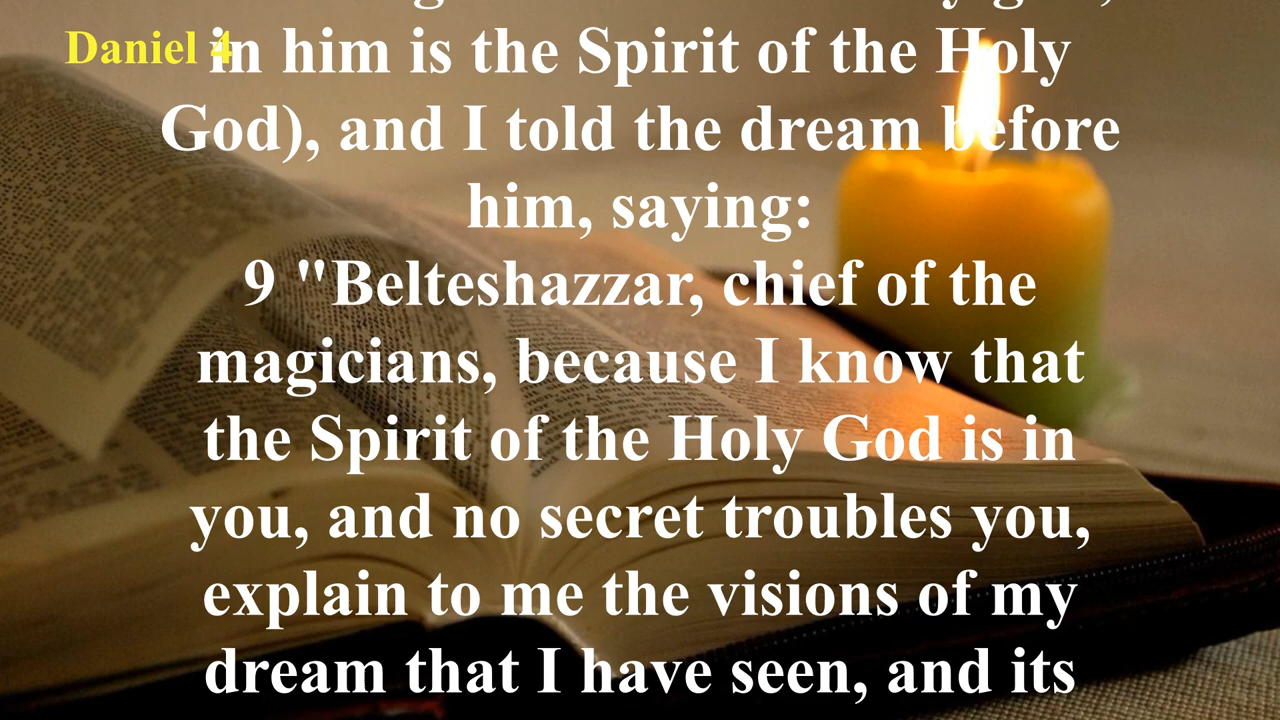 Daniel 4
in him is the Spirit of the Holy
God), and I told the dream before
him, saying:
9 "Belteshazzar, chief of the
magicians, because I know that
the Spirit of the Holy God is in
you, and no secret troubles you,
explain to me the visions of my
dream that I have seen, and its